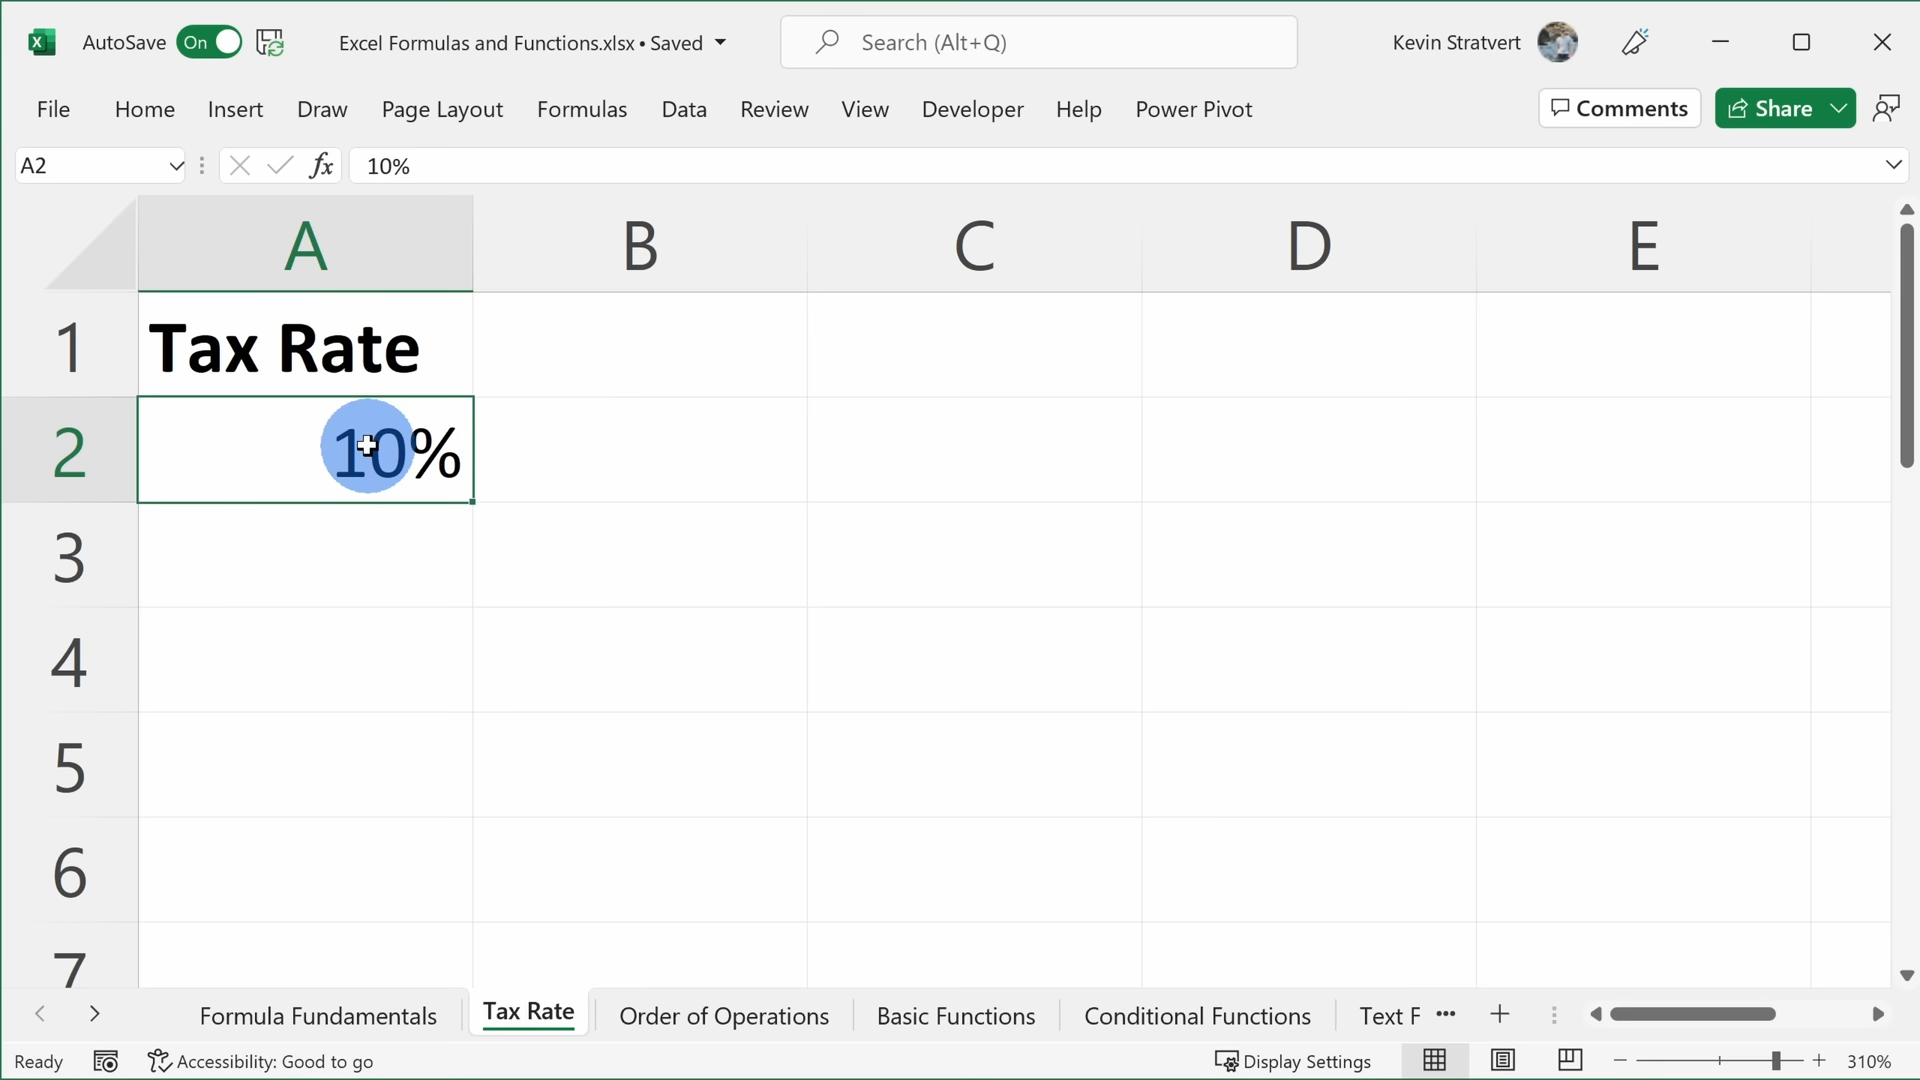 X AutoSave On Excel Formulas and Functions.xlsx • Saved Search (Alt+Q) Kevin Stratvert
File Home Insert Draw Page Layout Formulas Data Review View Developer Help Power Pivot Comments Share
A2 fx 10%
A B C D E
1 Tax Rate
2 10%
3
4
5
6
7
Formula Fundamentals Tax Rate Order of Operations Basic Functions Conditional Functions Text F ••• +
Ready Accessibility: Good to go Display Settings 310%